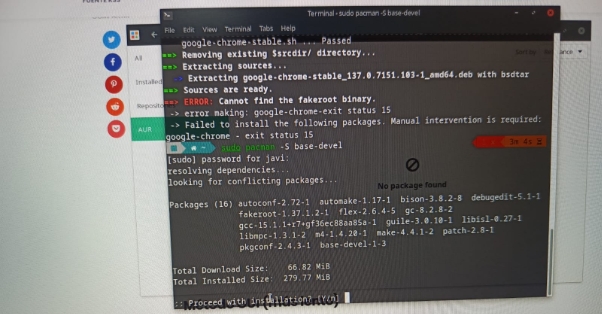 Terminal - sudo pacman -S base-devel
File Edit View Terminal Tabs Help
google-chrome-stable.sh ... Passed
==> Removing existing $srcdir/ directory...
==> Extracting sources...
-> Extracting google-chrome-stable_137.0.7151.103-1_amd64.deb with bsdtar
==> Sources are ready.
==> ERROR: Cannot find the fakeroot binary.
-> error making: google-chrome-exit status 15
-> Failed to install the following packages. Manual intervention is required:
google-chrome - exit status 15
~ sudo pacman -S base-devel
3m 4s
[sudo] password for javi:
resolving dependencies...
looking for conflicting packages...
Packages (16) autoconf-2.72-1 automake-1.17-1 bison-3.8.2-8 debugedit-5.1-1
fakeroot-1.37.1.2-1 flex-2.6.4-5 gc-8.2.8-2
gcc-15.1.1+r7+gf36ec88aa85a-1 guile-3.0.10-1 libisl-0.27-1
libmpc-1.3.1-2 m4-1.4.20-1 make-4.4.1-2 patch-2.8-1
pkgconf-2.4.3-1 base-devel-1-3
Total Download Size: 66.82 MiB
Total Installed Size: 279.77 MiB
:: Proceed with installation? [Y/n]
All
Installed
AUR
No package found